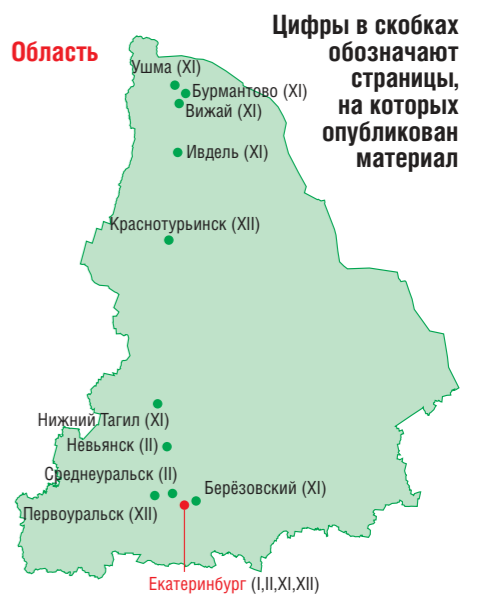 Область
Цифры в скобках
обозначают
страницы,
на которых
опубликован
материал
Ушма (XI)
Бурмантово (XI)
Вижай (XI)
Ивдель (XI)
Краснотурьинск (XII)
Нижний Тагил (XI)
Невьянск (II)
Среднеуральск (II)
Берёзовский (XI)
Первоуральск (XII)
Екатеринбург (I,II,XI,XII)